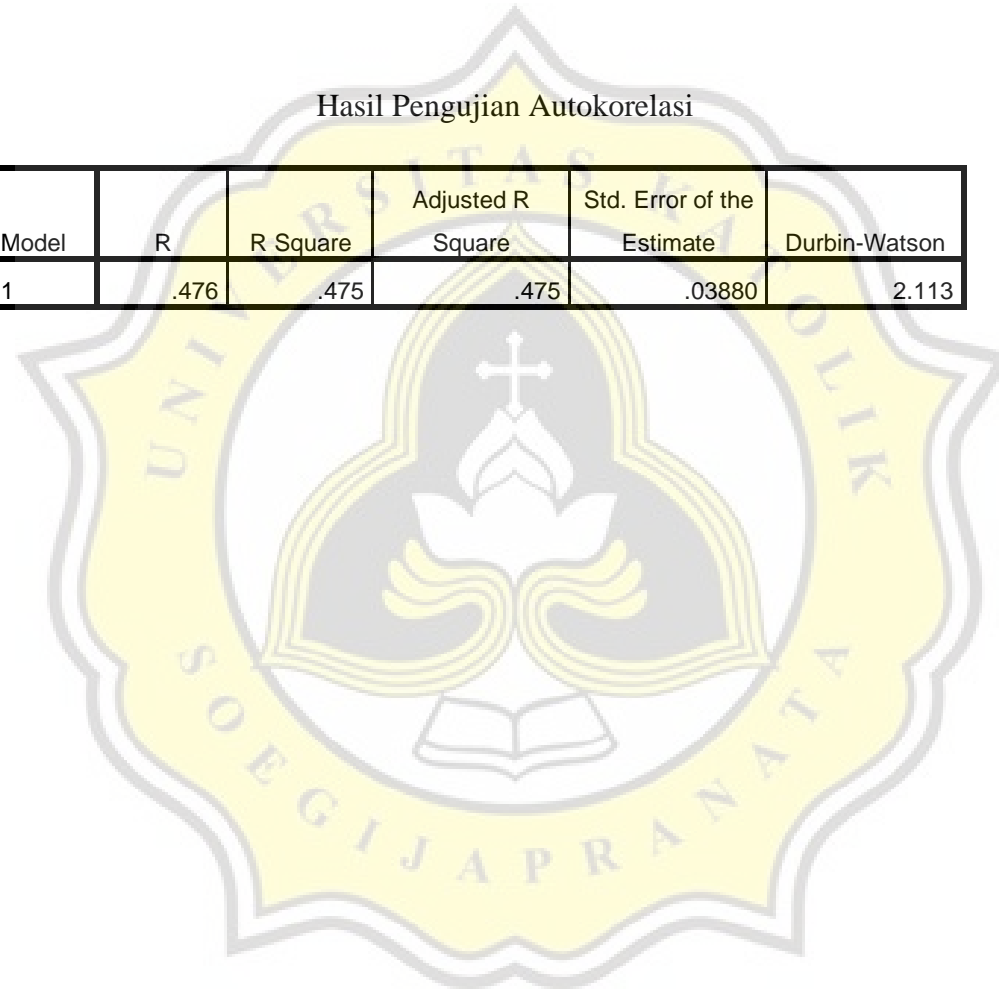 Hasil Pengujian Autokorelasi
Model R R Square Adjusted R Square Std. Error of the Estimate Durbin-Watson
1 .476 .475 .475 .03880 2.113
UNIVERSITAS KATOLIK
SOEGIJAPRANATA